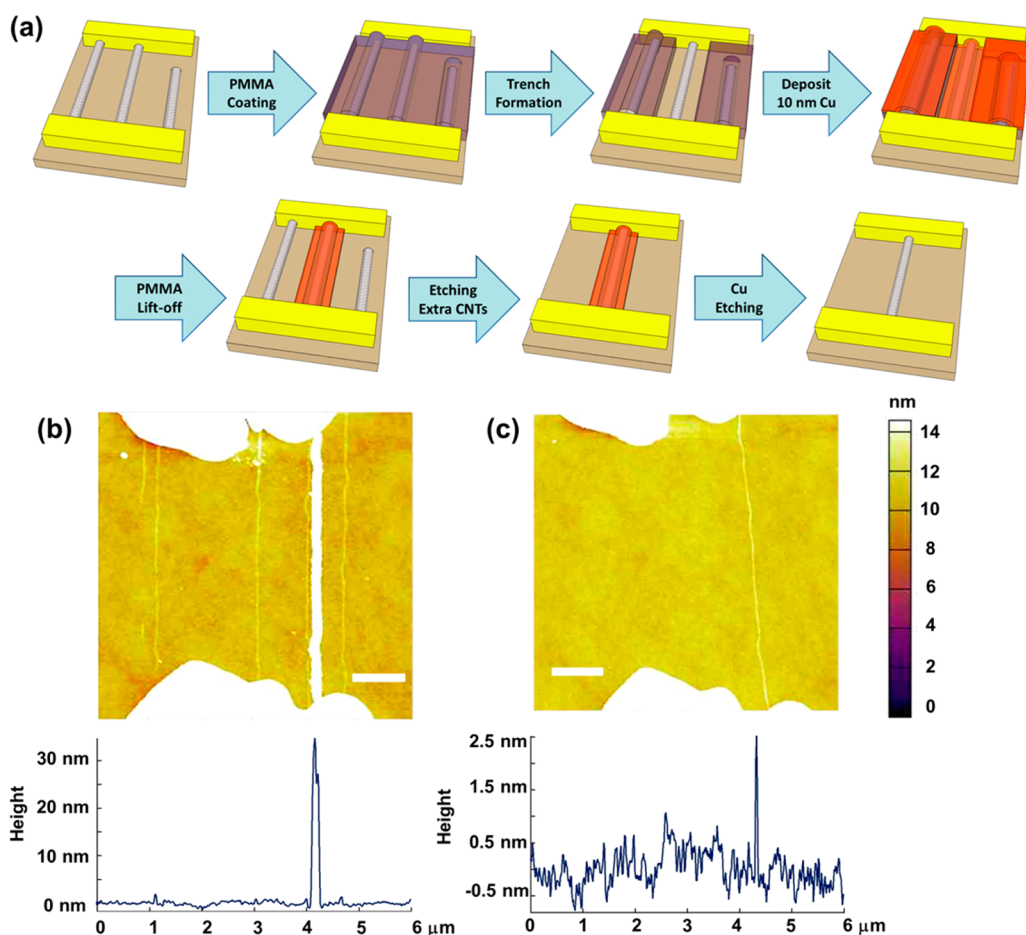 (a)
PMMA
Coating
Trench
Formation
Deposit
10 nm Cu
PMMA
Lift-off
Etching
Extra CNTs
Cu
Etching
(b)
(c)
nm
14
12
10
8
6
4
2
0
30 nm
20 nm
10 nm
0 nm
Height
0 1 2 3 4 5 6 μm
2.5 nm
1.5 nm
0.5 nm
-0.5 nm
Height
0 1 2 3 4 5 6 μm